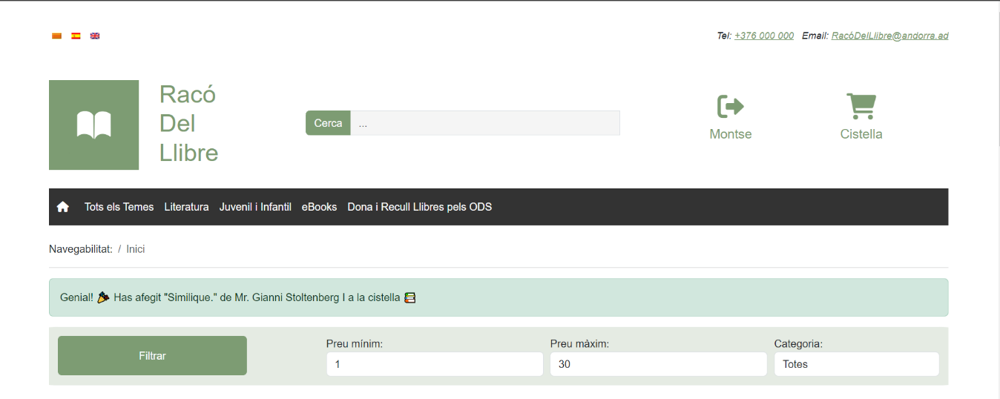 Tel: +376 000 000 Email: RacóDelLlibre@andorra.ad
Racó
Del
Llibre
Cerca ...
Montse
Cistella
Tots els Temes Literatura Juvenil i Infantil eBooks Dona i Recull Llibres pels ODS
Navegabilitat: / Inici
Genial! 🎉 Has afegit "Similique." de Mr. Gianni Stoltenberg I a la cistella 📚
Filtrar
Preu mínim:
1
Preu màxim:
30
Categoria:
Totes